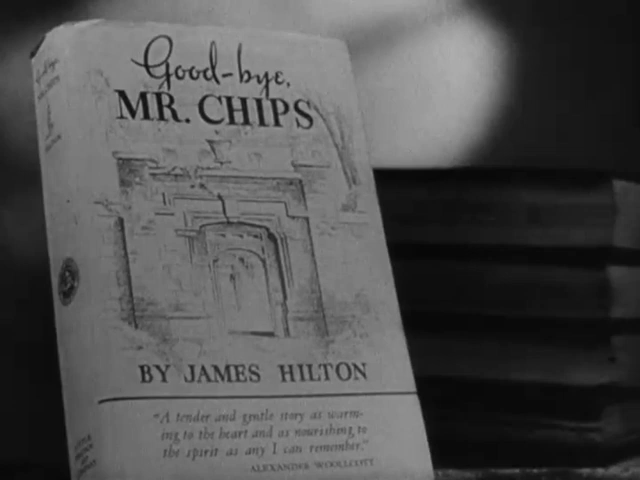 Good-bye,
MR. CHIPS
BY JAMES HILTON
"A tender and gentle story as warm-
ing to the heart and as nourishing to
the spirit as any I can remember."
ALEXANDER WOOLLCOTT